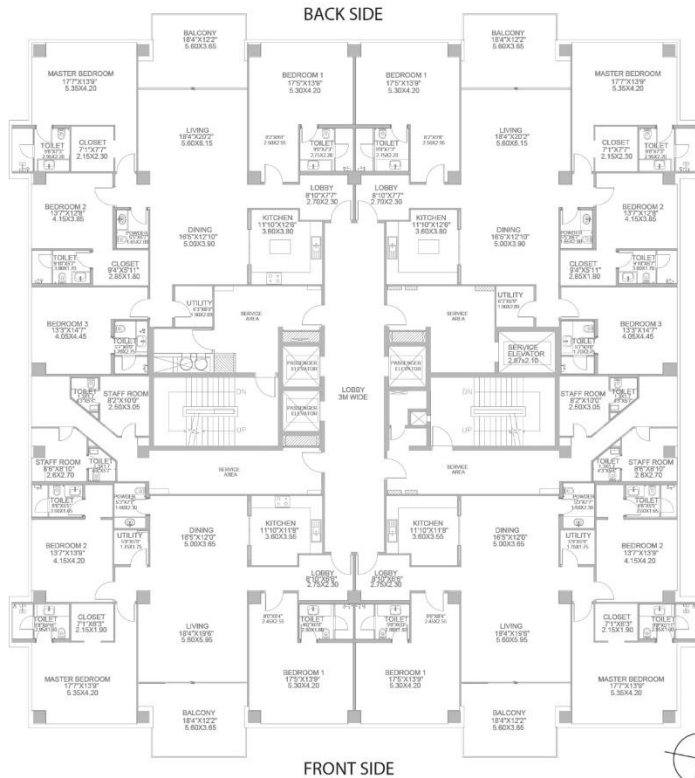 BACK SIDE
BALCONY
18'4"X12'2"
5.60X3.65
BALCONY
18'4"X12'2"
5.60X3.65
MASTER BEDROOM
17'7"X13'9"
5.35X4.20
BEDROOM 1
17'5"X13'9"
5.30X4.20
BEDROOM 1
17'5"X13'9"
5.30X4.20
MASTER BEDROOM
17'7"X13'9"
5.35X4.20
LIVING
18'4"X20'2"
5.60X6.15
LIVING
18'4"X20'2"
5.60X6.15
TOILET
CLOSET
7'1"X7'7"
2.15X2.30
TOILET
TOILET
CLOSET
7'1"X7'7"
2.15X2.30
TOILET
LOBBY
2.70X2.30
LOBBY
2.70X2.30
BEDROOM 2
13'7"X12'8"
4.15X3.85
DINING
16'5"X12'10"
5.00X3.90
KITCHEN
11'10"X12'6"
3.60X3.80
KITCHEN
11'10"X12'6"
3.60X3.80
DINING
16'5"X12'10"
5.00X3.90
BEDROOM 2
13'7"X12'8"
4.15X3.85
POWDER
POWDER
TOILET
CLOSET
9'4"X5'11"
2.85X1.80
CLOSET
9'4"X5'11"
2.85X1.80
TOILET
BEDROOM 3
13'3"X14'7"
4.05X4.45
UTILITY
SERVICE
AREA
SERVICE
AREA
UTILITY
BEDROOM 3
13'3"X14'7"
4.05X4.45
TOILET
PASSENGER
ELEVATOR
PASSENGER
ELEVATOR
SERVICE
ELEVATOR
2.87x2.10
TOILET
LOBBY
3M WIDE
TOILET
STAFF ROOM
8'2"X10'0"
2.50X3.05
DN
UP
PASSENGER
ELEVATOR
DN
UP
STAFF ROOM
8'2"X10'0"
2.50X3.05
TOILET
STAFF ROOM
8'6"X8'10"
2.6X2.70
TOILET
SERVICE
AREA
SERVICE
AREA
TOILET
STAFF ROOM
8'6"X8'10"
2.6X2.70
TOILET
POWDER
POWDER
TOILET
BEDROOM 2
13'7"X13'9"
4.15X4.20
UTILITY
DINING
16'5"X12'0"
5.00X3.65
KITCHEN
11'10"X11'8"
3.60X3.55
KITCHEN
11'10"X11'8"
3.60X3.55
DINING
16'5"X12'0"
5.00X3.65
UTILITY
BEDROOM 2
13'7"X13'9"
4.15X4.20
LOBBY
2.75X2.30
LOBBY
2.75X2.30
TOILET
CLOSET
7'1"X6'3"
2.15X1.90
LIVING
18'4"X19'6"
5.60X5.95
TOILET
TOILET
LIVING
18'4"X19'6"
5.60X5.95
CLOSET
7'1"X6'3"
2.15X1.90
TOILET
MASTER BEDROOM
17'7"X13'9"
5.35X4.20
BEDROOM 1
17'5"X13'9"
5.30X4.20
BEDROOM 1
17'5"X13'9"
5.30X4.20
MASTER BEDROOM
17'7"X13'9"
5.35X4.20
BALCONY
18'4"X12'2"
5.60X3.65
BALCONY
18'4"X12'2"
5.60X3.65
FRONT SIDE